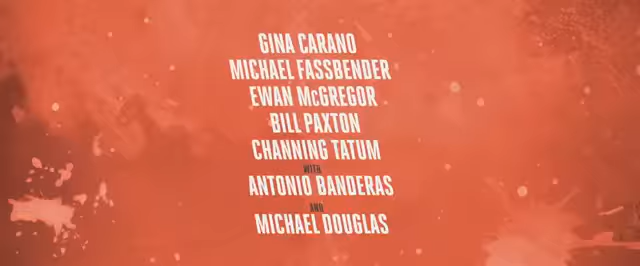 GINA CARANO
MICHAEL FASSBENDER
EWAN McGREGOR
BILL PAXTON
CHANNING TATUM
WITH
ANTONIO BANDERAS
AND
MICHAEL DOUGLAS